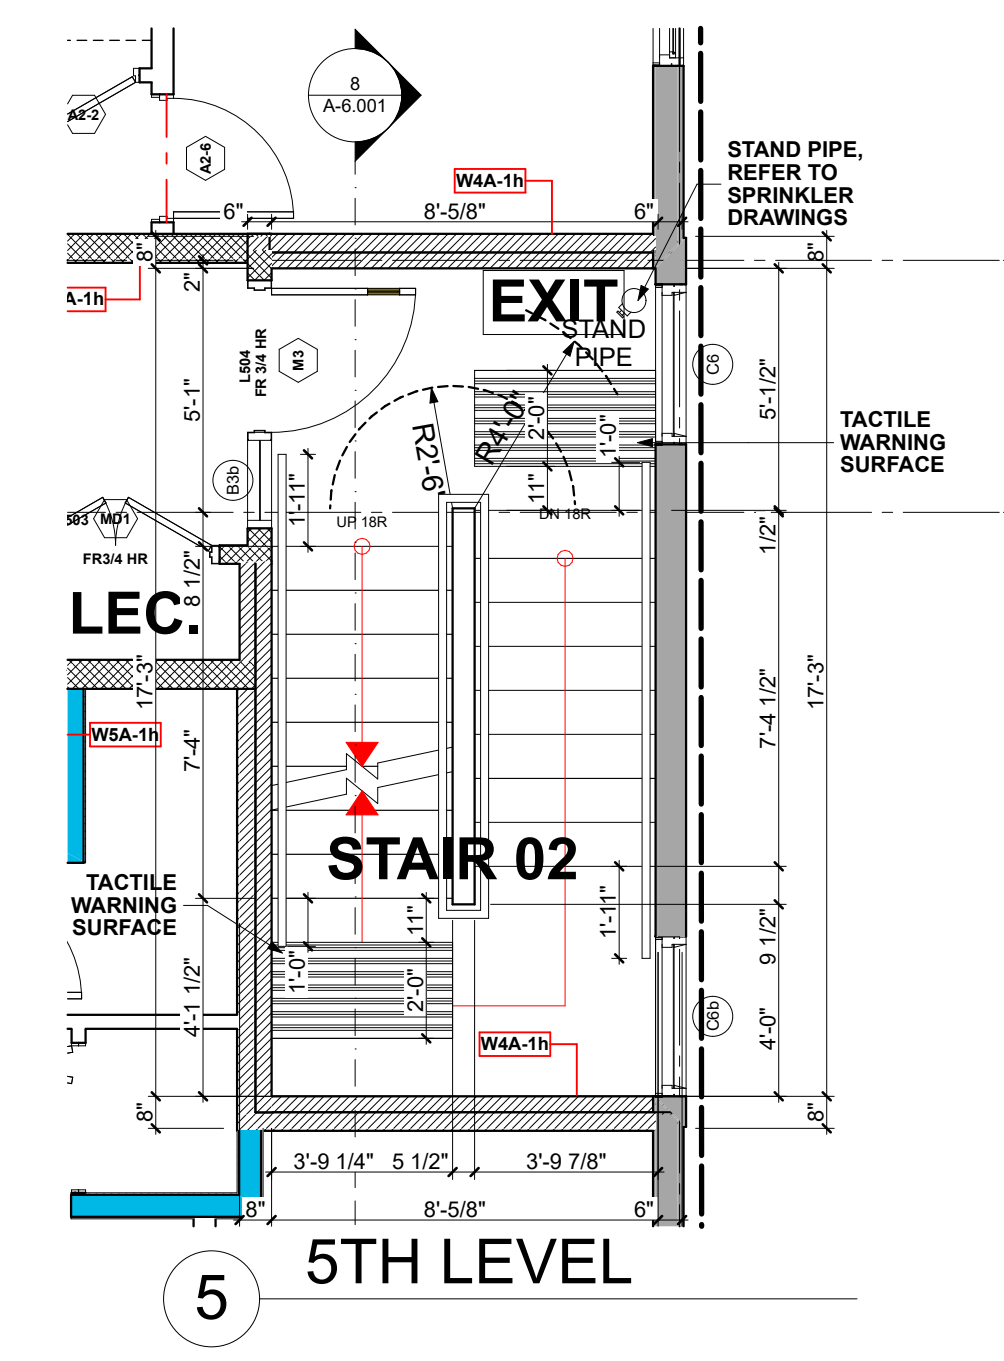 8
A-6.001
A2-2
A2-6
STAND PIPE,
REFER TO
SPRINKLER
DRAWINGS
W4A-1h
6"
8'-5/8"
6"
8"
8"
2"
A-1h
EXIT
STAND
PIPE
L504
FR 3/4 HR
M3
C6
5'-1"
5'-1/2"
R2'-6"
R4'-0"
2'-0"
1'-0"
TACTILE
WARNING
SURFACE
B3b
1'-11"
11"
UP 18R
DN 18R
1/2"
503
MD1
FR3/4 HR
8 1/2"
LEC.
17'-3"
7'-4 1/2"
17'-3"
W5A-1h
7'-4"
STAIR 02
TACTILE
WARNING
SURFACE
11"
1'-11"
9 1/2"
1'-0"
2'-0"
4'-1 1/2"
C6b
4'-0"
W4A-1h
8"
8"
3'-9 1/4"
5 1/2"
3'-9 7/8"
8"
8'-5/8"
6"
5TH LEVEL
5